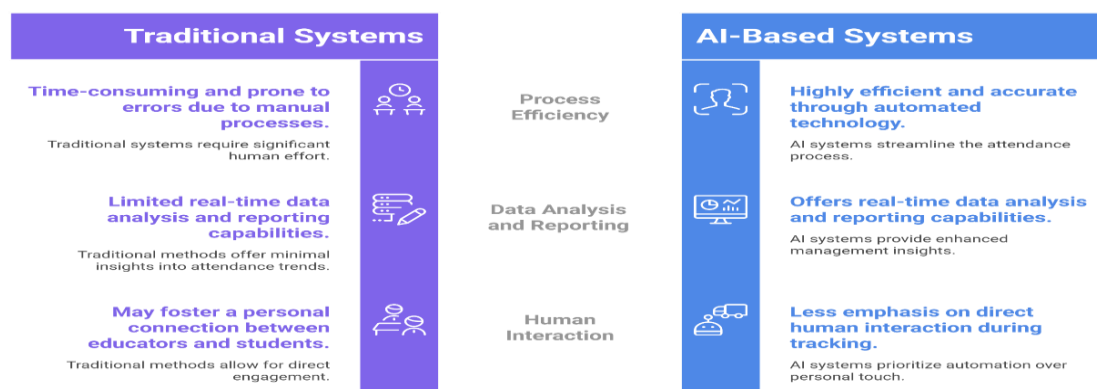 Traditional Systems
AI-Based Systems
Time-consuming and prone to
errors due to manual
processes.
Traditional systems require significant
human effort.
Process
Efficiency
Highly efficient and accurate
through automated
technology.
AI systems streamline the attendance
process.
Limited real-time data
analysis and reporting
capabilities.
Traditional methods offer minimal
insights into attendance trends.
Data Analysis
and Reporting
Offers real-time data analysis
and reporting capabilities.
AI systems provide enhanced
management insights.
May foster a personal
connection between
educators and students.
Traditional methods allow for direct
engagement.
Human
Interaction
Less emphasis on direct
human interaction during
tracking.
AI systems prioritize automation over
personal touch.